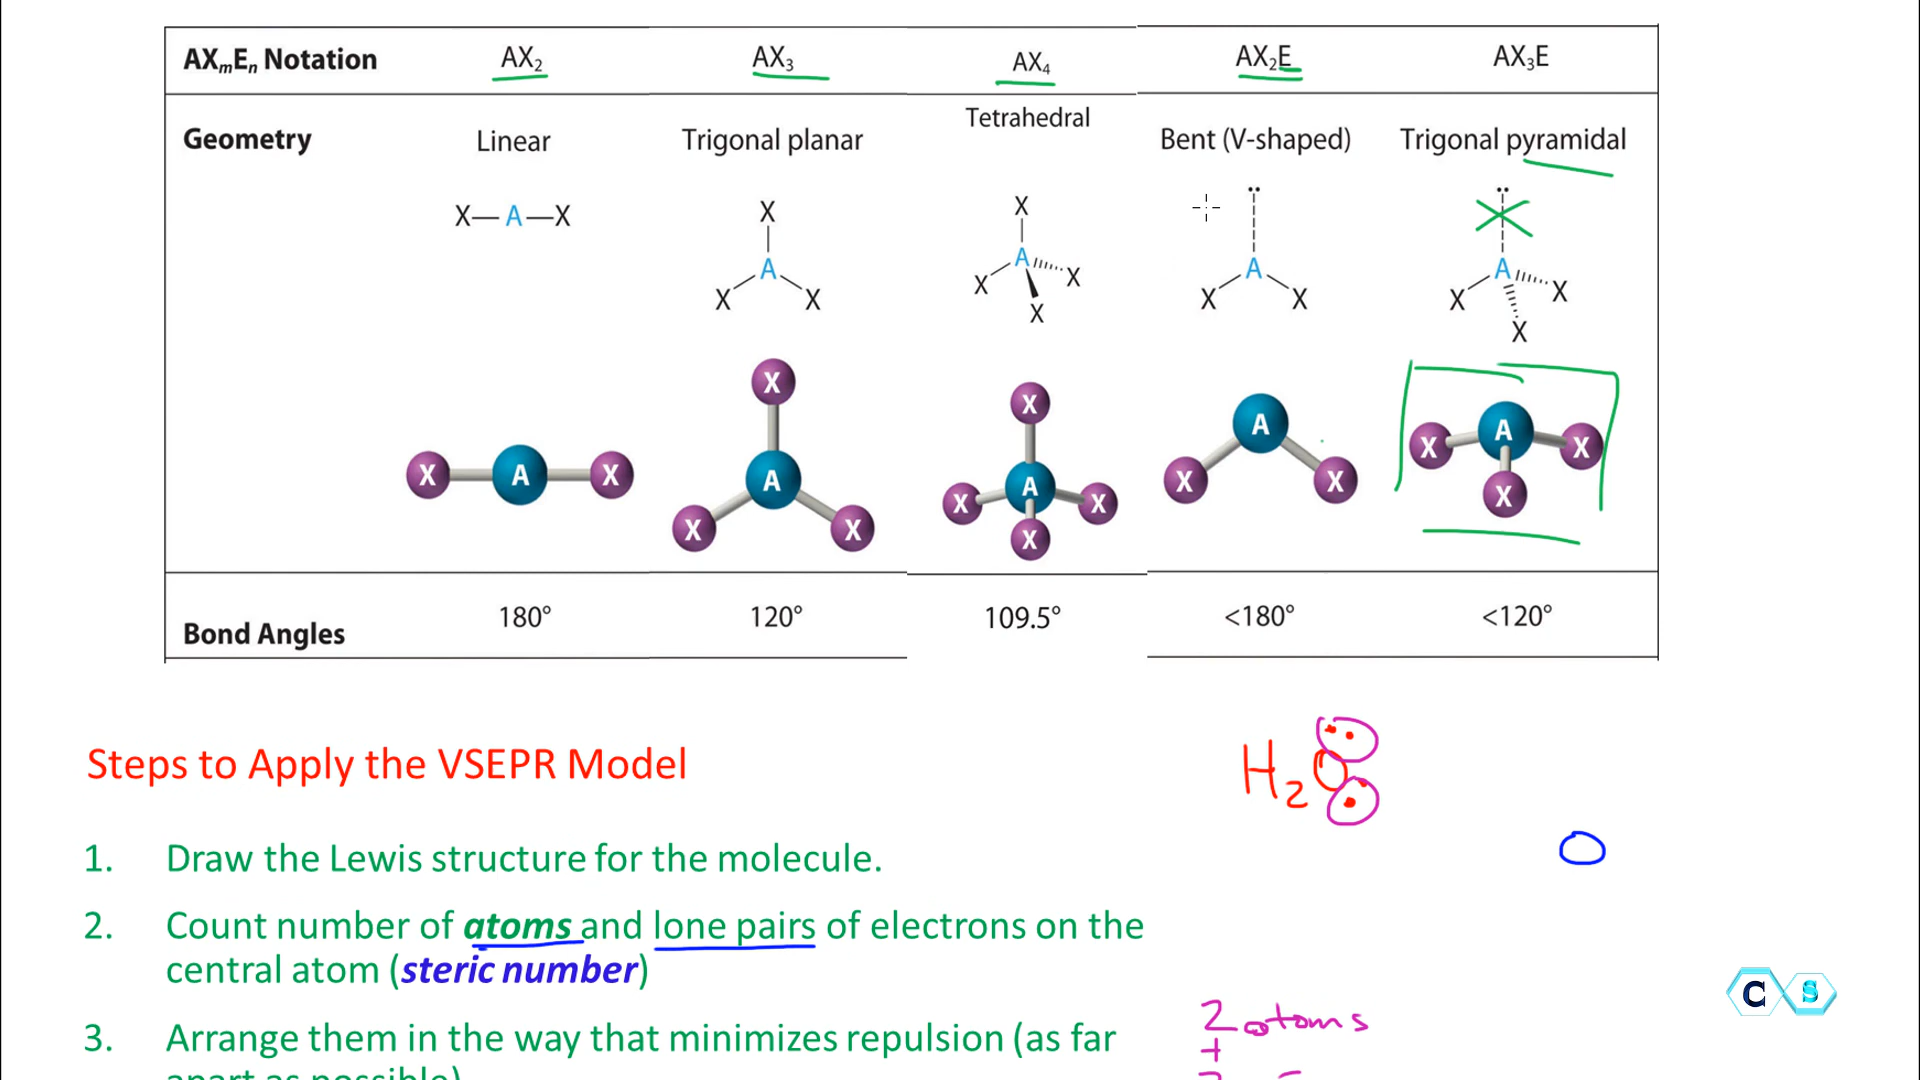 AXmEn Notation AX2 AX3 AX4 AX2E AX3E
Geometry Linear Trigonal planar Tetrahedral Bent (V-shaped) Trigonal pyramidal
X—A—X
X
A
X X
X
A
X X
X
A
X X
A
X X
X
X A X
X
A
X X
X
A
X X
X
A
X X
A
X X
X
Bond Angles 180° 120° 109.5° <180° <120°
Steps to Apply the VSEPR Model
H2O
1. Draw the Lewis structure for the molecule.
2. Count number of atoms and lone pairs of electrons on the
central atom (steric number)
C S
3. Arrange them in the way that minimizes repulsion (as far
apart as possible)
2 atoms
+